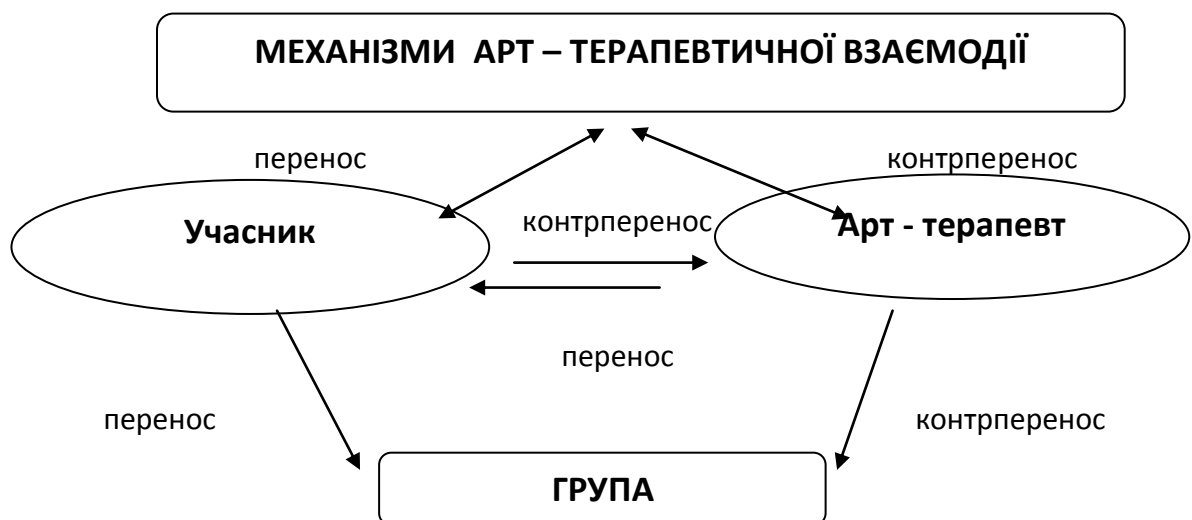 МЕХАНІЗМИ АРТ – ТЕРАПЕВТИЧНОЇ ВЗАЄМОДІЇ
перенос
контрперенос
Учасник
контрперенос
Арт - терапевт
перенос
перенос
контрперенос
ГРУПА